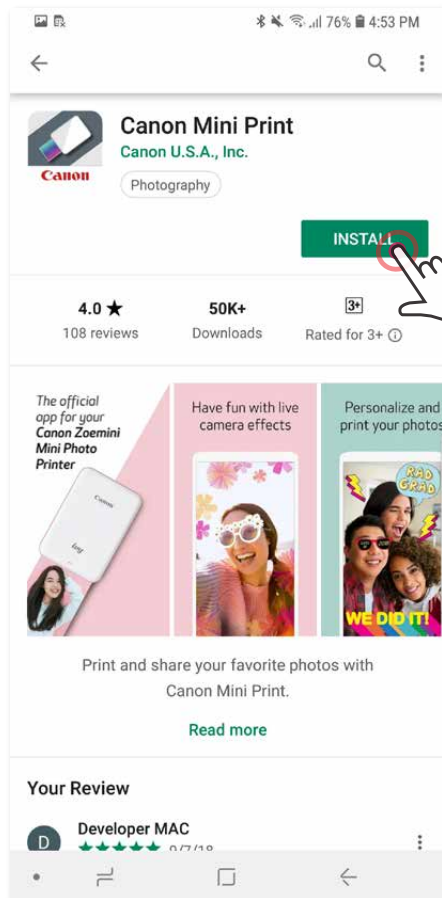 76% 4:53 PM
Canon Mini Print
Canon U.S.A., Inc.
Canon
Photography
INSTALL
4.0 ★
108 reviews
50K+
Downloads
3+
Rated for 3+
The official
app for your
Canon Zoemini
Mini Photo
Printer
Canon
Have fun with live
camera effects
Personalize and
print your photos
RAD
GRAD
WE DID IT!
Print and share your favorite photos with
Canon Mini Print.
Read more
Your Review
D
Developer MAC
★★★★★ 9/7/18